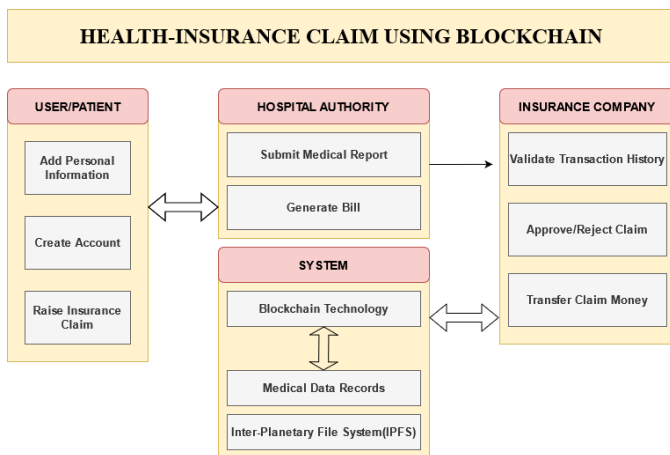 HEALTH-INSURANCE CLAIM USING BLOCKCHAIN
USER/PATIENT
Add Personal
Information
Create Account
Raise Insurance
Claim
HOSPITAL AUTHORITY
Submit Medical Report
Generate Bill
SYSTEM
Blockchain Technology
Medical Data Records
Inter-Planetary File System(IPFS)
INSURANCE COMPANY
Validate Transaction History
Approve/Reject Claim
Transfer Claim Money